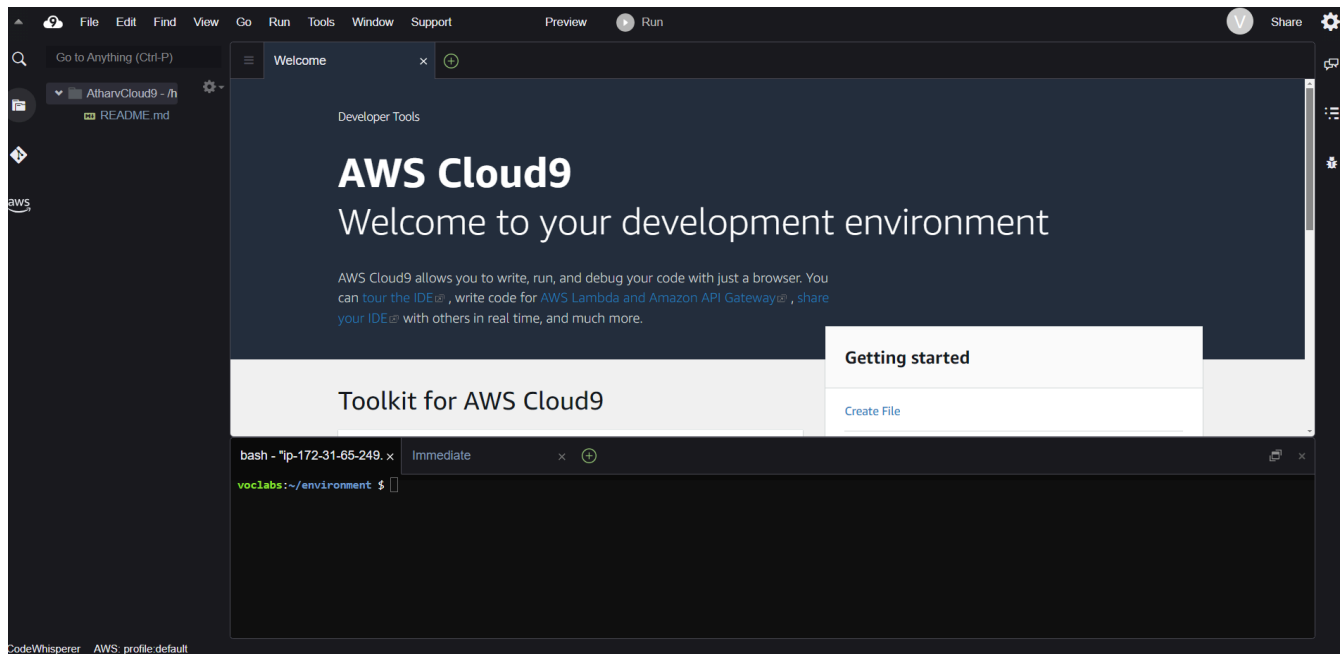 File Edit Find View Go Run Tools Window Support Preview Run V Share
Go to Anything (Ctrl-P)
AtharvCloud9 - /h
README.md
aws
Welcome
Developer Tools
AWS Cloud9
Welcome to your development environment
AWS Cloud9 allows you to write, run, and debug your code with just a browser. You
can tour the IDE , write code for AWS Lambda and Amazon API Gateway , share
your IDE with others in real time, and much more.
Getting started
Toolkit for AWS Cloud9
Create File
bash - "ip-172-31-65-249. Immediate
voclabs:~/environment $
CodeWhisperer AWS: profile:default